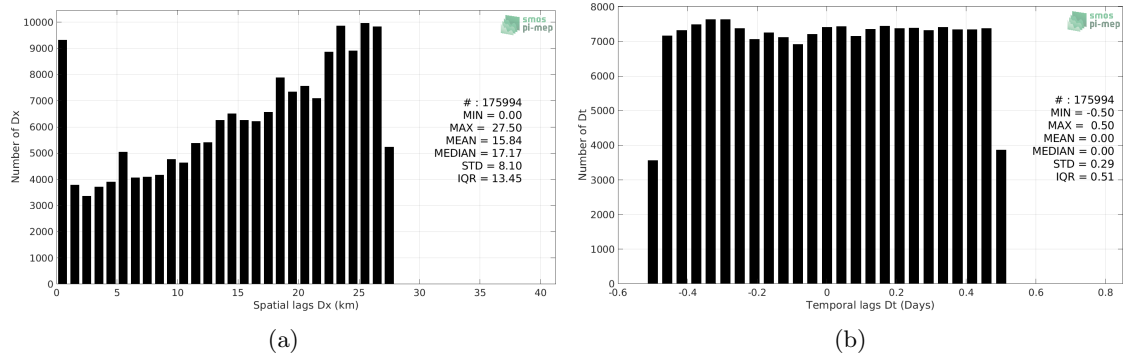 10000
9000
8000
7000
6000
5000
4000
3000
2000
1000
0
Number of Dx
0 5 10 15 20 25 30 35 40
Spatial lags Dx (km)
smos
pi-mep
# : 175994
MIN = 0.00
MAX = 27.50
MEAN = 15.84
MEDIAN = 17.17
STD = 8.10
IQR = 13.45
(a)
8000
7000
6000
5000
4000
3000
2000
1000
0
Number of Dt
-0.6 -0.4 -0.2 0 0.2 0.4 0.6 0.8
Temporal lags Dt (Days)
smos
pi-mep
# : 175994
MIN = -0.50
MAX = 0.50
MEAN = 0.00
MEDIAN = 0.00
STD = 0.29
IQR = 0.51
(b)